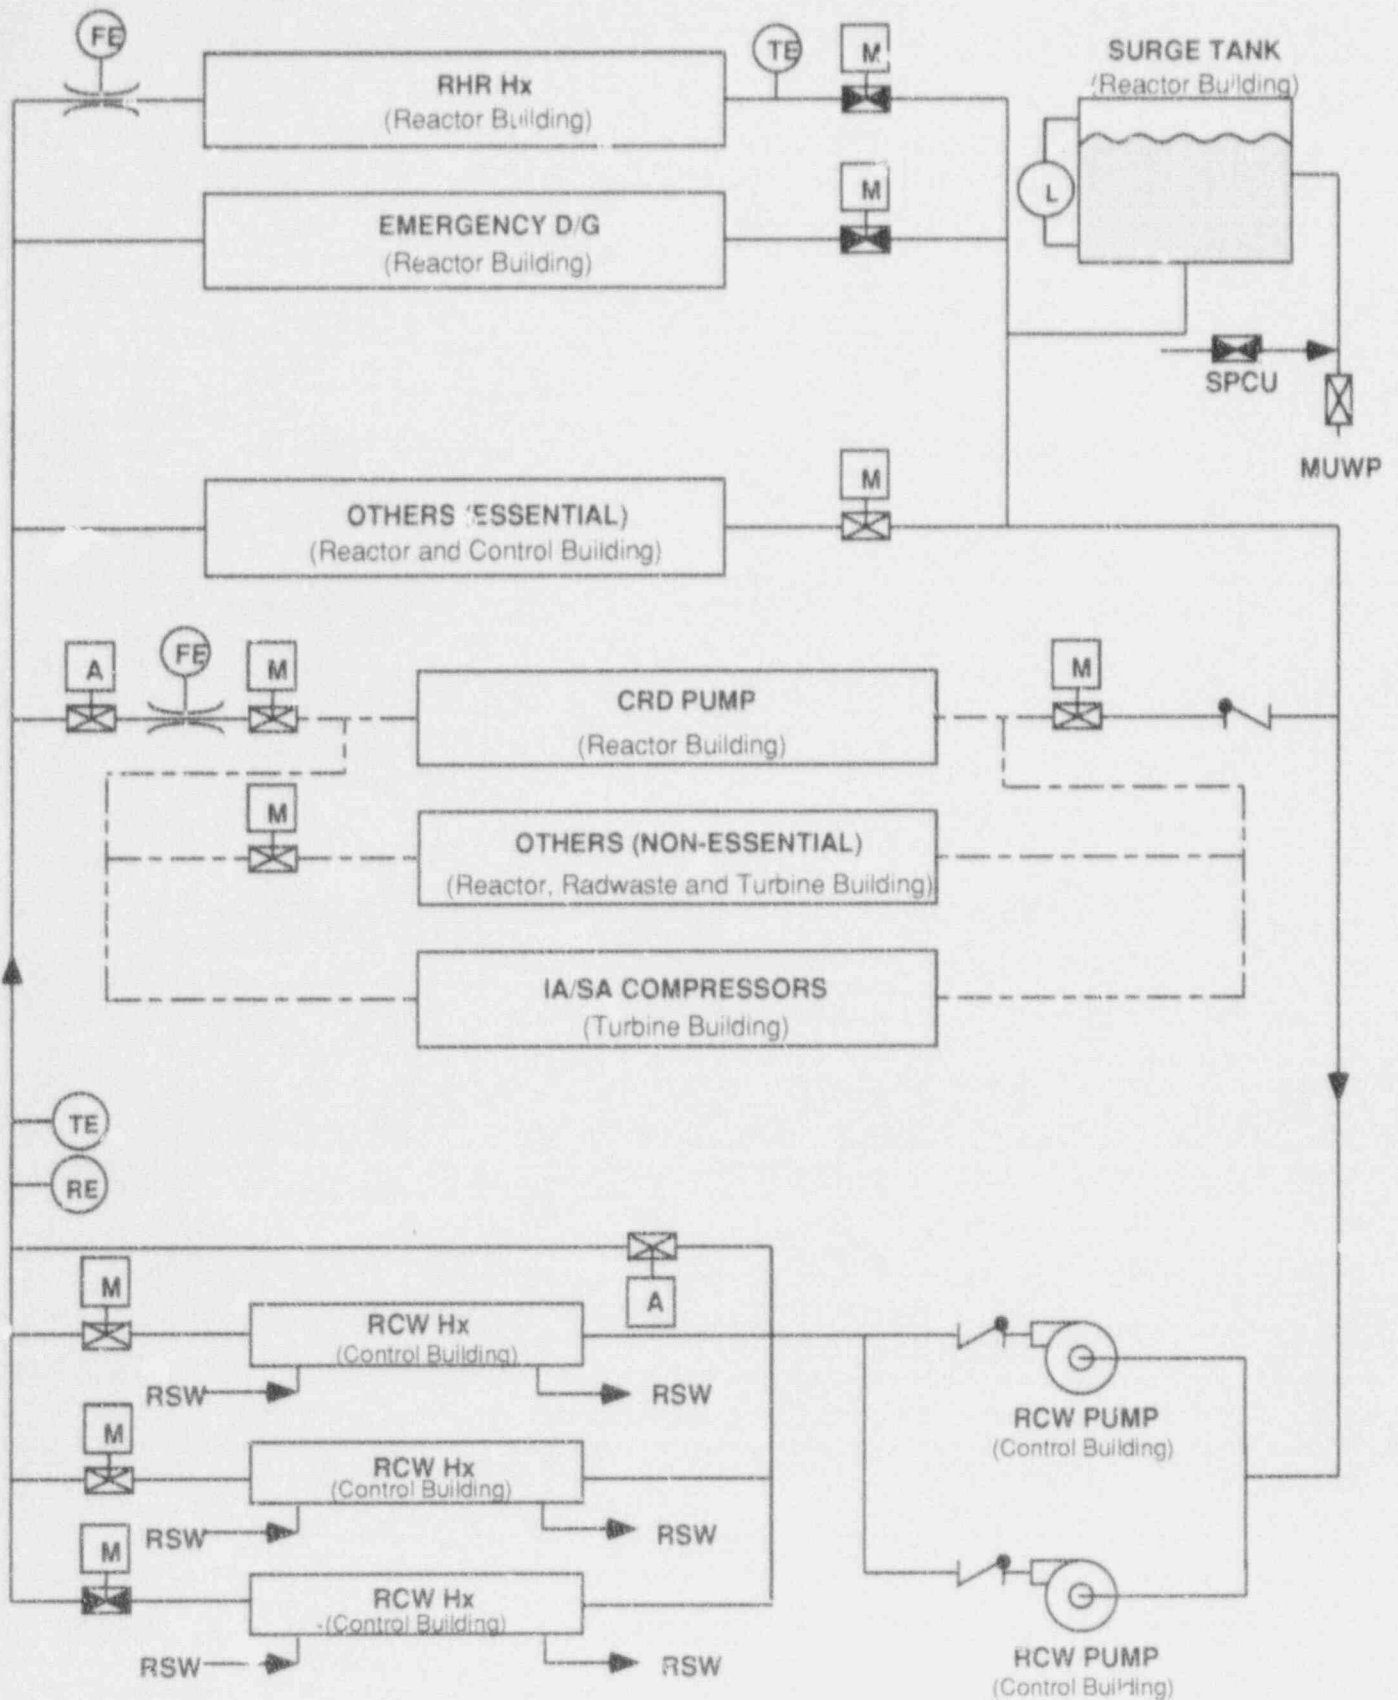 FE
RHR Hx
(Reactor Building)
TE
M
SURGE TANK
(Reactor Building)
L
EMERGENCY D/G
(Reactor Building)
M
SPCU
MUWP
OTHERS (ESSENTIAL)
(Reactor and Control Building)
M
A
FE
M
CRD PUMP
(Reactor Building)
M
M
OTHERS (NON-ESSENTIAL)
(Reactor, Radwaste and Turbine Building)
IA/SA COMPRESSORS
(Turbine Building)
TE
RE
M
A
RCW Hx
(Control Building)
RSW
RSW
RCW PUMP
(Control Building)
M
RCW Hx
(Control Building)
RSW
RSW
M
RCW Hx
(Control Building)
RSW
RSW
RCW PUMP
(Control Building)